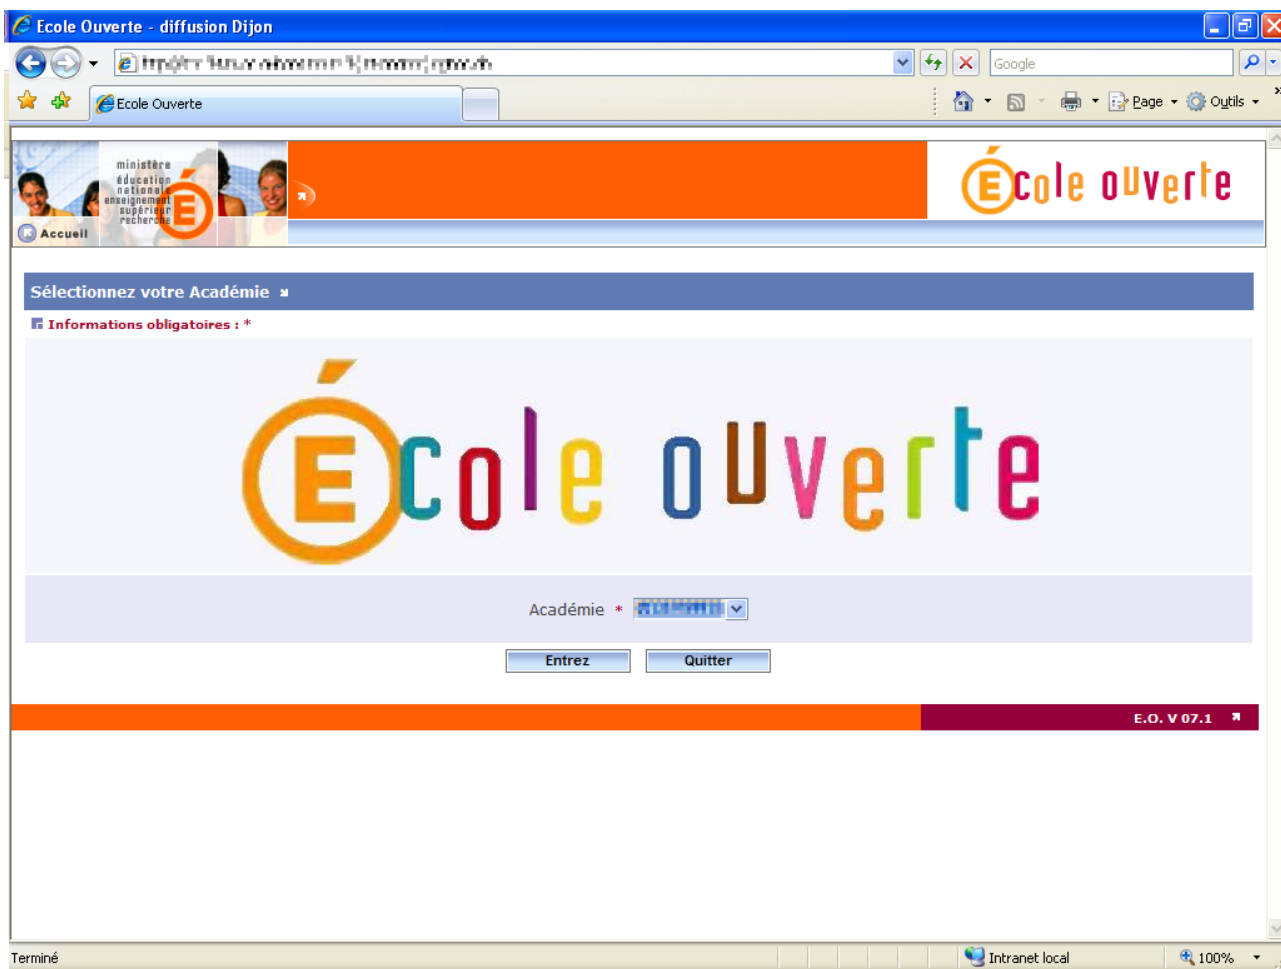 Ecole Ouverte - diffusion Dijon
Google
Ecole Ouverte
Page
Outils
ministère
éducation
nationale
enseignement
supérieur
recherche
É
École ouverte
Accueil
Sélectionnez votre Académie
Informations obligatoires : *
École ouverte
Académie *
Entrez Quitter
E.O. V 07.1
Terminé Intranet local 100%